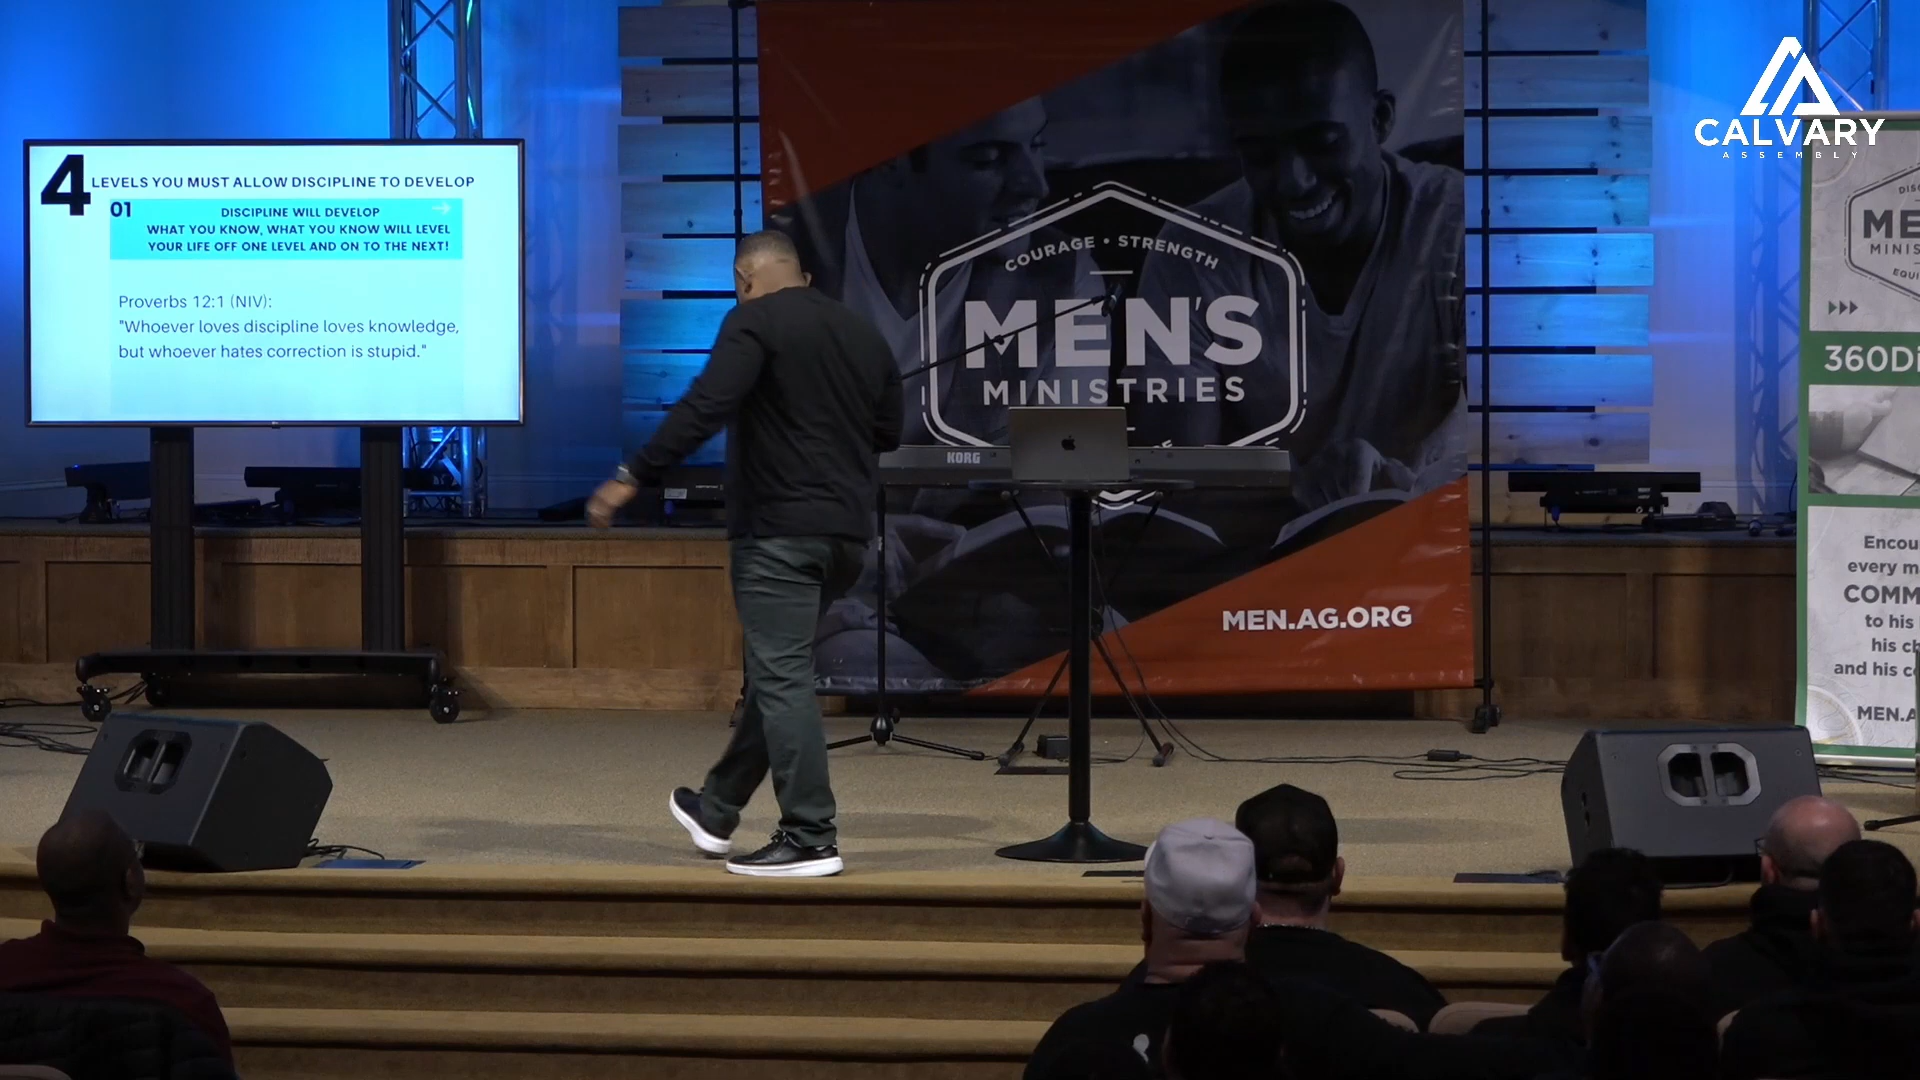 4 LEVELS YOU MUST ALLOW DISCIPLINE TO DEVELOP
01
DISCIPLINE WILL DEVELOP
WHAT YOU KNOW, WHAT YOU KNOW WILL LEVEL
YOUR LIFE OFF ONE LEVEL AND ON TO THE NEXT!
Proverbs 12:1 (NIV):
"Whoever loves discipline loves knowledge,
but whoever hates correction is stupid."
COURAGE • STRENGTH
MEN'S
MINISTRIES
KORG
MEN.AG.ORG
CALVARY
ASSEMBLY
ME
MINIS
360Di
Encou
every m
COMM
to his
his ch
and his c
MEN.A